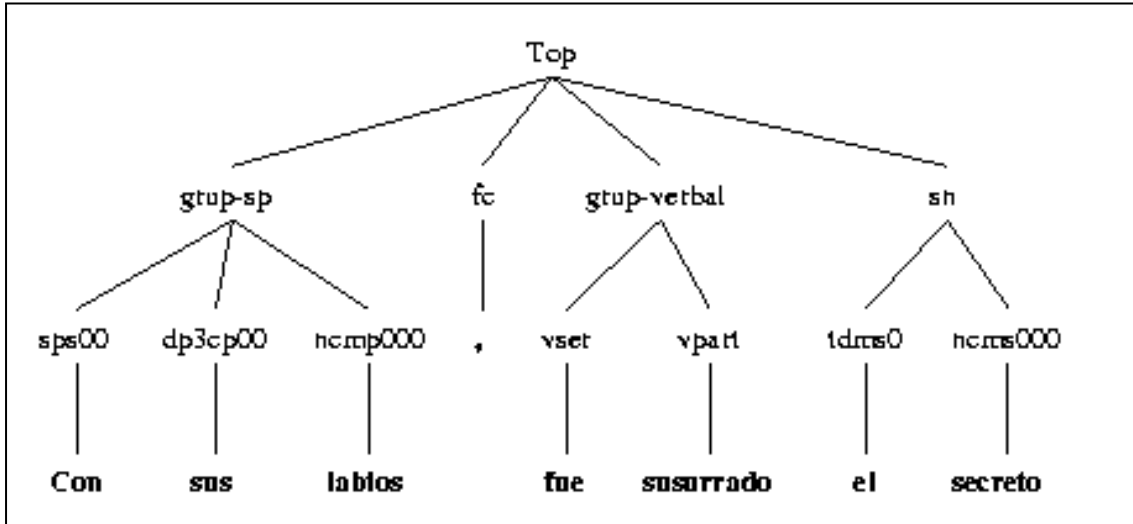 Top
grup-sp fc grup-verbal sn
sps00 dp3cp00 ncmp000 , vser vpart tdms0 ncms000
Con sus labios fue susurrado el secreto